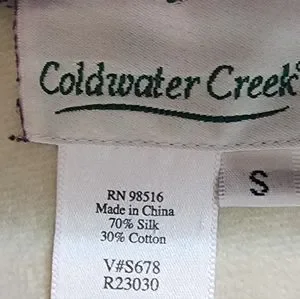 Coldwater Creek®
S
RN 98516
Made in China
70% Silk
30% Cotton
V#S678
R23030